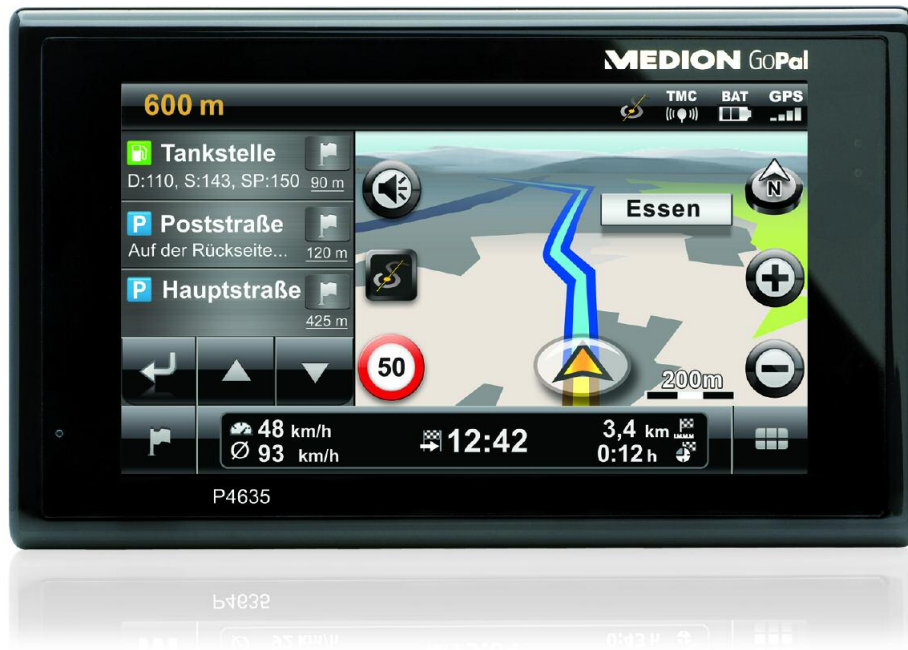 MEDION GoPal
600 m
TMC BAT GPS
Tankstelle
D:110, S:143, SP:150 90 m
P Poststraße
Auf der Rückseite... 120 m
P Hauptstraße
425 m
Essen
N
50
200m
48 km/h
Ø 93 km/h
12:42
3,4 km
0:12 h
P4635